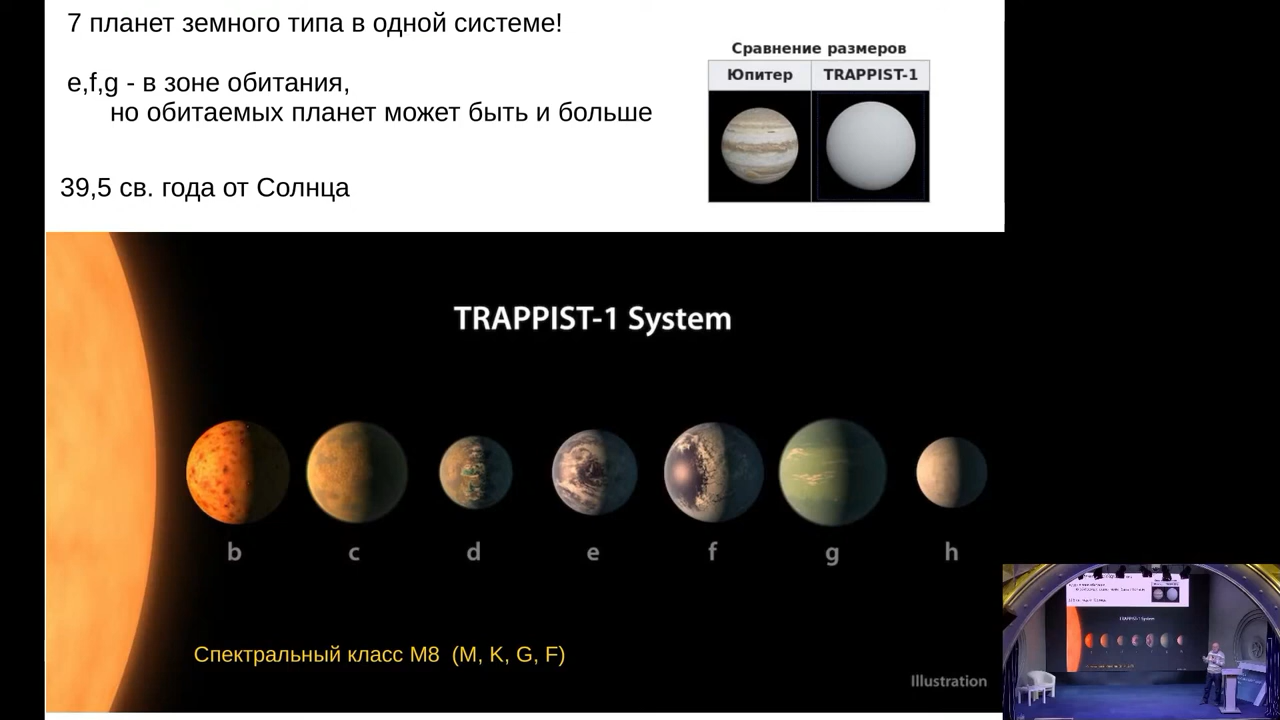 7 планет земного типа в одной системе!
e,f,g - в зоне обитания,
но обитаемых планет может быть и больше
39,5 св. года от Солнца
Сравнение размеров
Юпитер TRAPPIST-1
TRAPPIST-1 System
b c d e f g h
Спектральный класс M8 (M, K, G, F)
Illustration